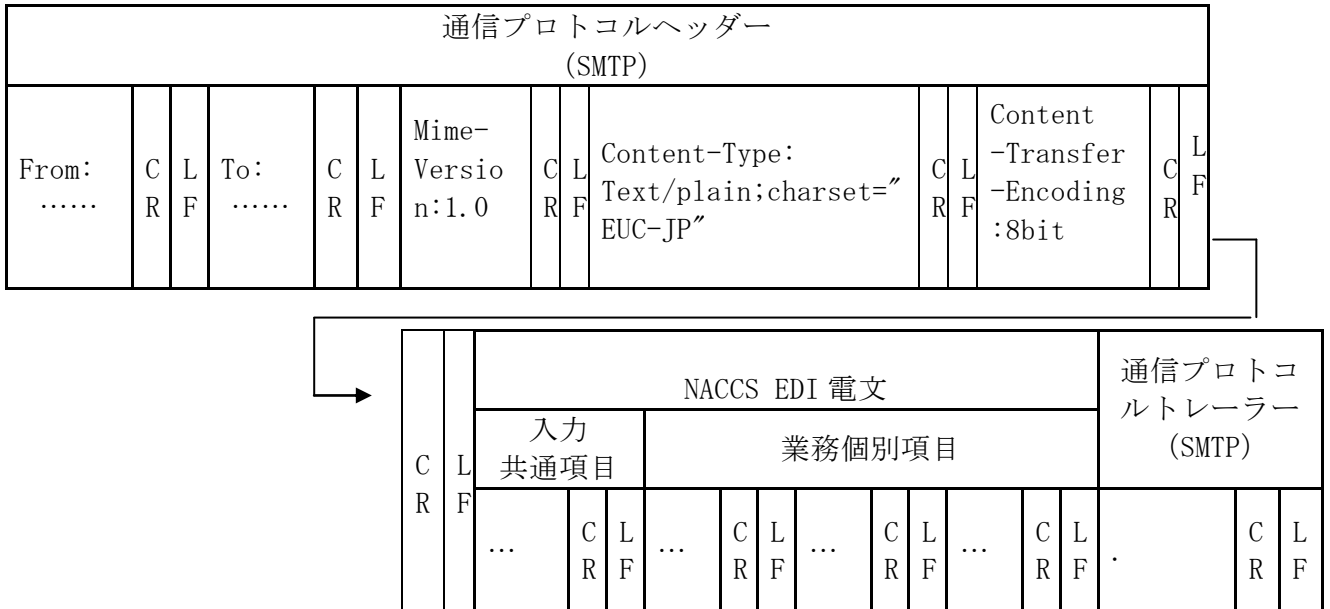 通信プロトコルヘッダー
(SMTP)
From:
……
CR
LF
To:
……
CR
LF
Mime-
Versio
n:1.0
CR
LF
Content-Type:
Text/plain;charset=″
EUC-JP″
CR
LF
Content
-Transfer
-Encoding
:8bit
CR
LF
CR
LF
NACCS EDI 電文
通信プロトコ
ルトレーラー
(SMTP)
入力
共通項目
業務個別項目
…
CR
LF
…
CR
LF
…
CR
LF
…
CR
LF
.
CR
LF